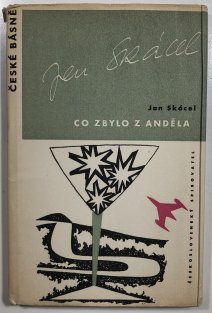 ČESKÉ BÁSNĚ
Jan Skácel
Jan Skácel
CO ZBYLO Z ANDĚLA
ČESKOSLOVENSKÝ SPISOVATEL